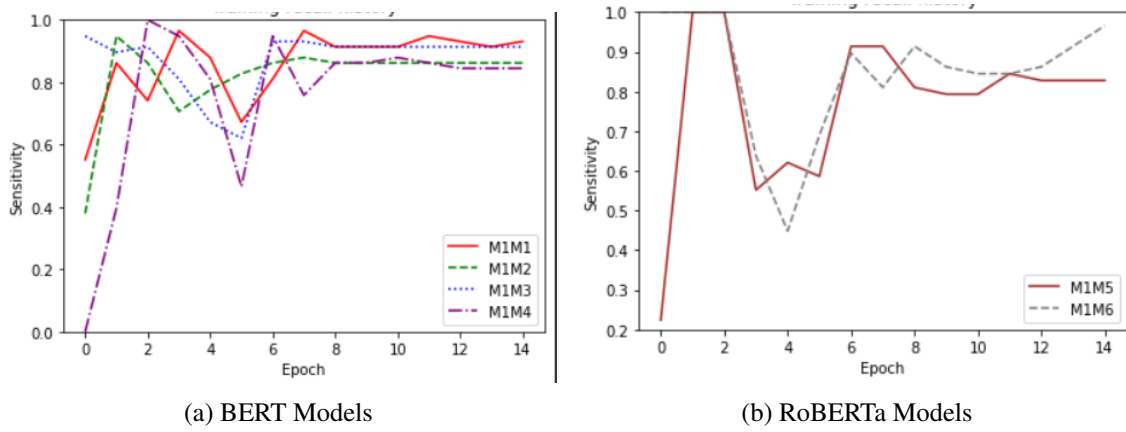 1.0
0.8
0.6
0.4
0.2
0.0
Sensitivity
0 2 4 6 8 10 12 14
Epoch
M1M1
M1M2
M1M3
M1M4
(a) BERT Models
1.0
0.9
0.8
0.7
0.6
0.5
0.4
0.3
0.2
Sensitivity
0 2 4 6 8 10 12 14
Epoch
M1M5
M1M6
(b) RoBERTa Models